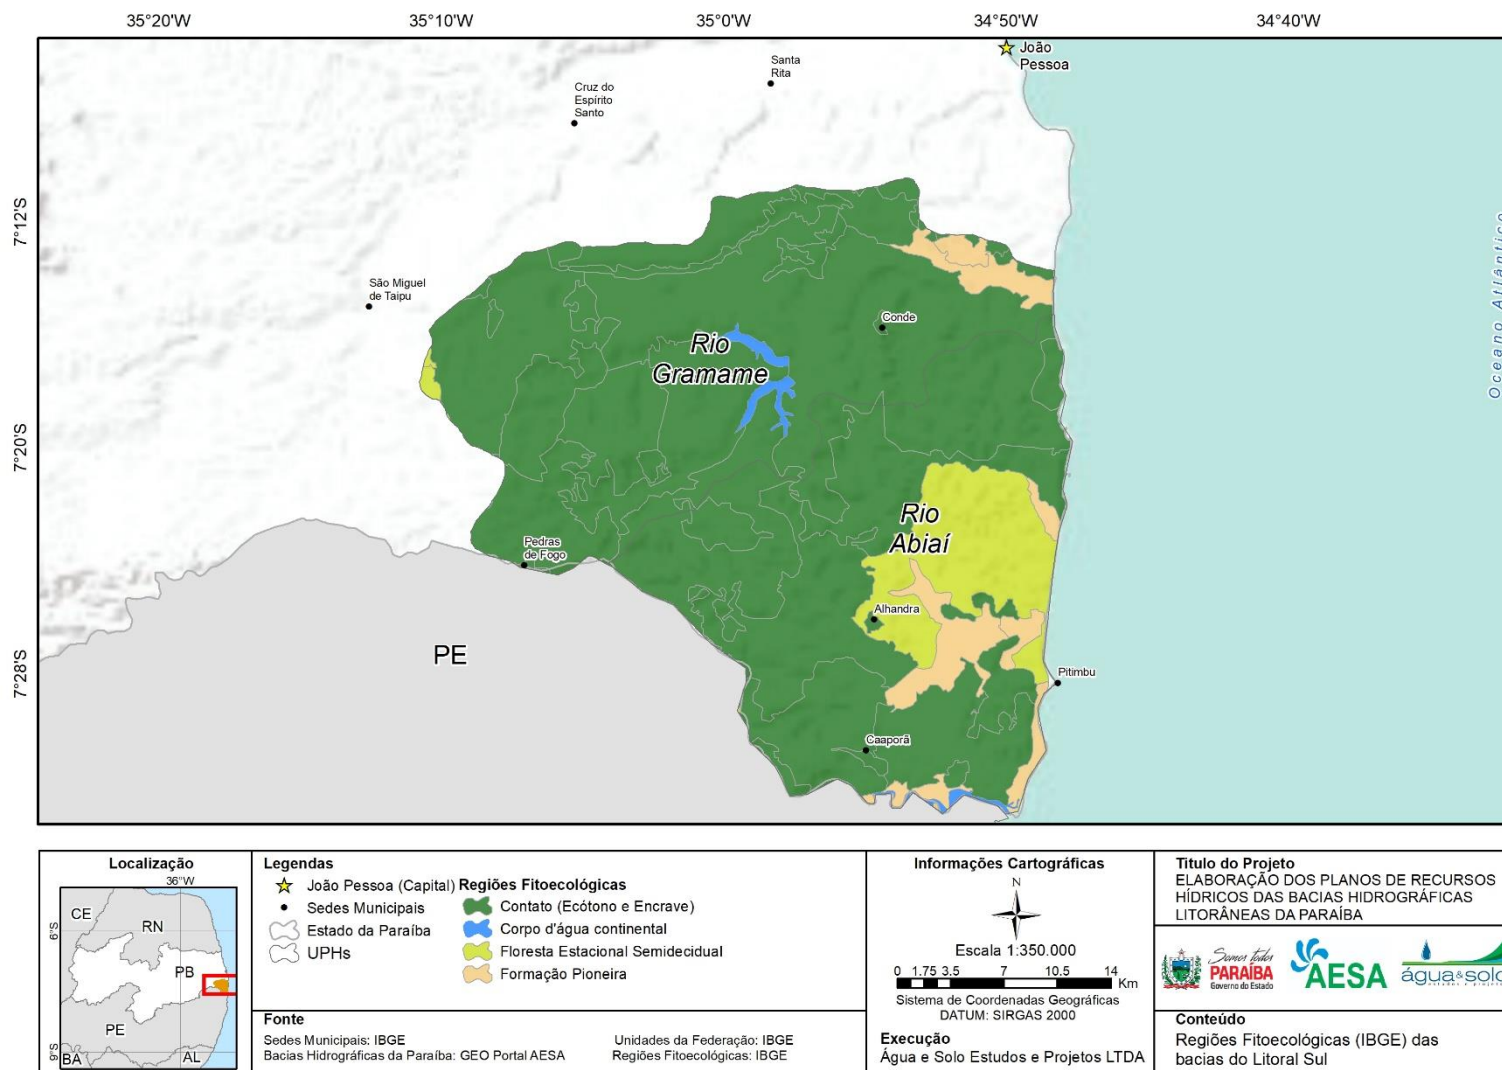 35°20'W
35°10'W
35°0'W
34°50'W
34°40'W
João
Pessoa
Santa
Rita
Cruz do
Espírito
Santo
7°12'S
Oceano Atlântico
São Miguel
de Taipu
Conde
Rio
Gramame
7°20'S
Rio
Abiaí
Pedras
de Fogo
Alhandra
PE
7°28'S
Pitimbu
Caaporã
Localização
36°W
CE
RN
6°S
PB
PE
9°S
BA
AL
Legendas
João Pessoa (Capital)
Sedes Municipais
Estado da Paraíba
UPHs
Regiões Fitoecológicas
Contato (Ecótono e Encrave)
Corpo d'água continental
Floresta Estacional Semidecidual
Formação Pioneira
Fonte
Sedes Municipais: IBGE
Bacias Hidrográficas da Paraíba: GEO Portal AESA
Unidades da Federação: IBGE
Regiões Fitoecológicas: IBGE
Informações Cartográficas
N
Escala 1:350.000
0 1.75 3.5 7 10.5 14
Km
Sistema de Coordenadas Geográficas
DATUM: SIRGAS 2000
Execução
Água e Solo Estudos e Projetos LTDA
Titulo do Projeto
ELABORAÇÃO DOS PLANOS DE RECURSOS
HÍDRICOS DAS BACIAS HIDROGRÁFICAS
LITORÂNEAS DA PARAÍBA
Somos todos
PARAÍBA
Governo do Estado
AESA
água&solo
estudos e projetos
Conteúdo
Regiões Fitoecológicas (IBGE) das
bacias do Litoral Sul